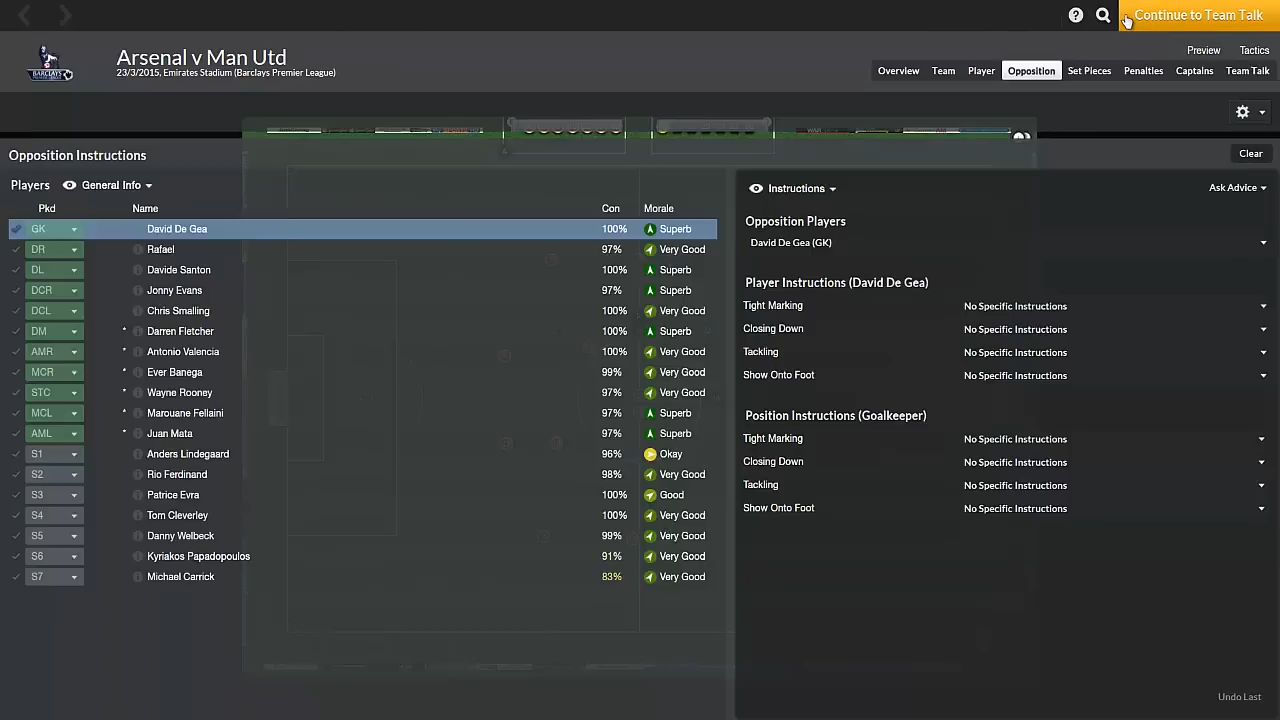 Continue to Team Talk
Arsenal v Man Utd
23/3/2015, Emirates Stadium (Barclays Premier League)
BARCLAYS
Preview Tactics
Overview Team Player Opposition Set Pieces Penalties Captains Team Talk
Opposition Instructions
Clear
Players General Info
Instructions Ask Advice
Pkd Name Con Morale
GK David De Gea 100% Superb
DR Rafael 97% Very Good
DL Davide Santon 100% Superb
DCR Jonny Evans 97% Superb
DCL Chris Smalling 100% Very Good
DM * Darren Fletcher 100% Superb
AMR * Antonio Valencia 100% Very Good
MCR * Ever Banega 99% Very Good
STC * Wayne Rooney 97% Very Good
MCL * Marouane Fellaini 97% Superb
AML * Juan Mata 97% Superb
S1 Anders Lindegaard 96% Okay
S2 Rio Ferdinand 98% Very Good
S3 Patrice Evra 100% Good
S4 Tom Cleverley 100% Very Good
S5 Danny Welbeck 99% Very Good
S6 Kyriakos Papadopoulos 91% Very Good
S7 Michael Carrick 83% Very Good
Opposition Players
David De Gea (GK)
Player Instructions (David De Gea)
Tight Marking No Specific Instructions
Closing Down No Specific Instructions
Tackling No Specific Instructions
Show Onto Foot No Specific Instructions
Position Instructions (Goalkeeper)
Tight Marking No Specific Instructions
Closing Down No Specific Instructions
Tackling No Specific Instructions
Show Onto Foot No Specific Instructions
Undo Last